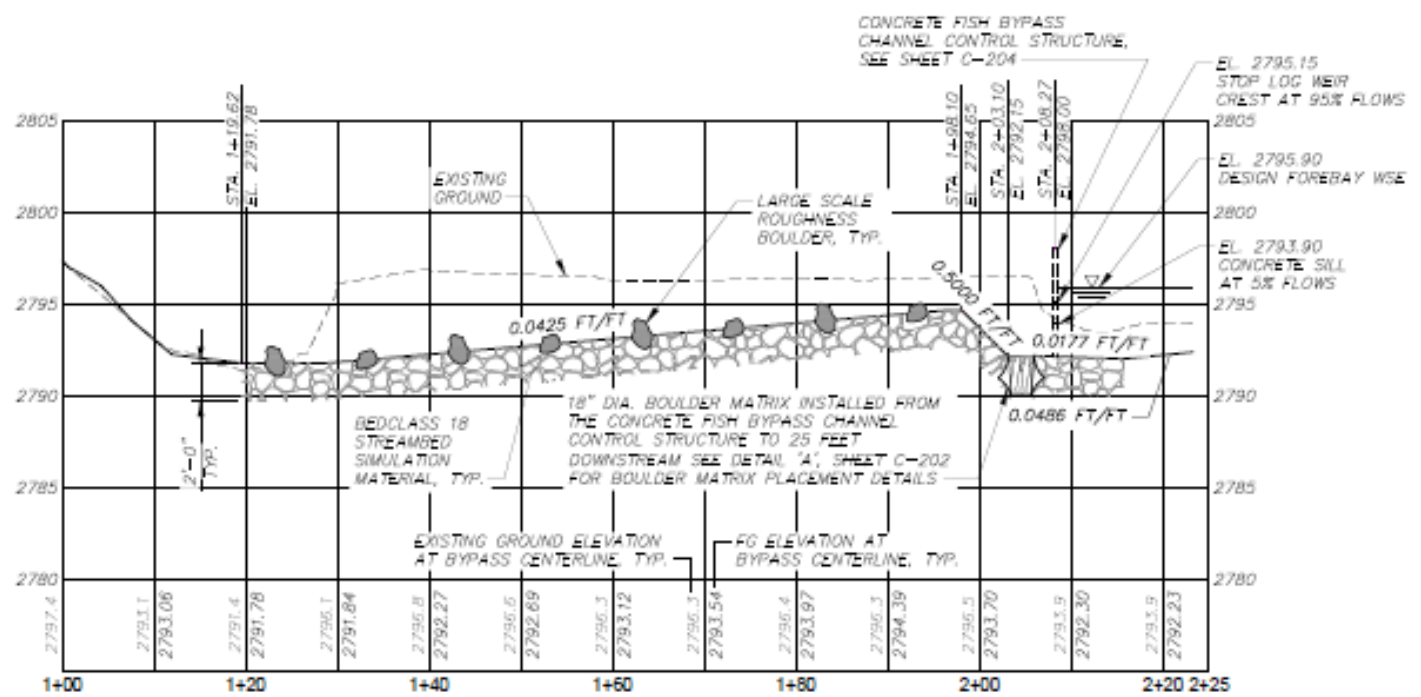 CONCRETE FISH BYPASS
CHANNEL CONTROL STRUCTURE,
SEE SHEET C-204
EL. 2795.15
STOP LOG WEIR
CREST AT 95% FLOWS
EL. 2795.90
DESIGN FOREBAY WSE
EL. 2793.90
CONCRETE SILL
AT 5% FLOWS
STA. 1+19.62
EL. 2791.78
STA. 1+98.10
EL. 2794.65
STA. 2+03.10
EL. 2792.15
STA. 2+08.27
EL. 2798.00
2805
2805
2800
2800
2795
2795
2790
2790
2785
2785
2780
2780
EXISTING
GROUND
LARGE SCALE
ROUGHNESS
BOULDER, TYP.
0.0425 FT/FT
0.5000 FT/FT
0.0177 FT/FT
0.0486 FT/FT
2'-0"
TYP.
BEDCLASS 18
STREAMBED
SIMULATION
MATERIAL, TYP.
18" DIA. BOULDER MATRIX INSTALLED FROM
THE CONCRETE FISH BYPASS CHANNEL
CONTROL STRUCTURE TO 25 FEET
DOWNSTREAM SEE DETAIL 'A', SHEET C-202
FOR BOULDER MATRIX PLACEMENT DETAILS
EXISTING GROUND ELEVATION
AT BYPASS CENTERLINE, TYP.
FG ELEVATION AT
BYPASS CENTERLINE, TYP.
2797.4
2793.1
2793.06
2791.4
2791.78
2796.1
2791.84
2796.8
2792.27
2796.6
2792.69
2796.3
2793.12
2796.3
2793.54
2796.4
2793.97
2796.3
2794.39
2796.5
2793.70
2793.9
2792.30
2793.9
2792.23
1+00
1+20
1+40
1+60
1+80
2+00
2+20
2+25